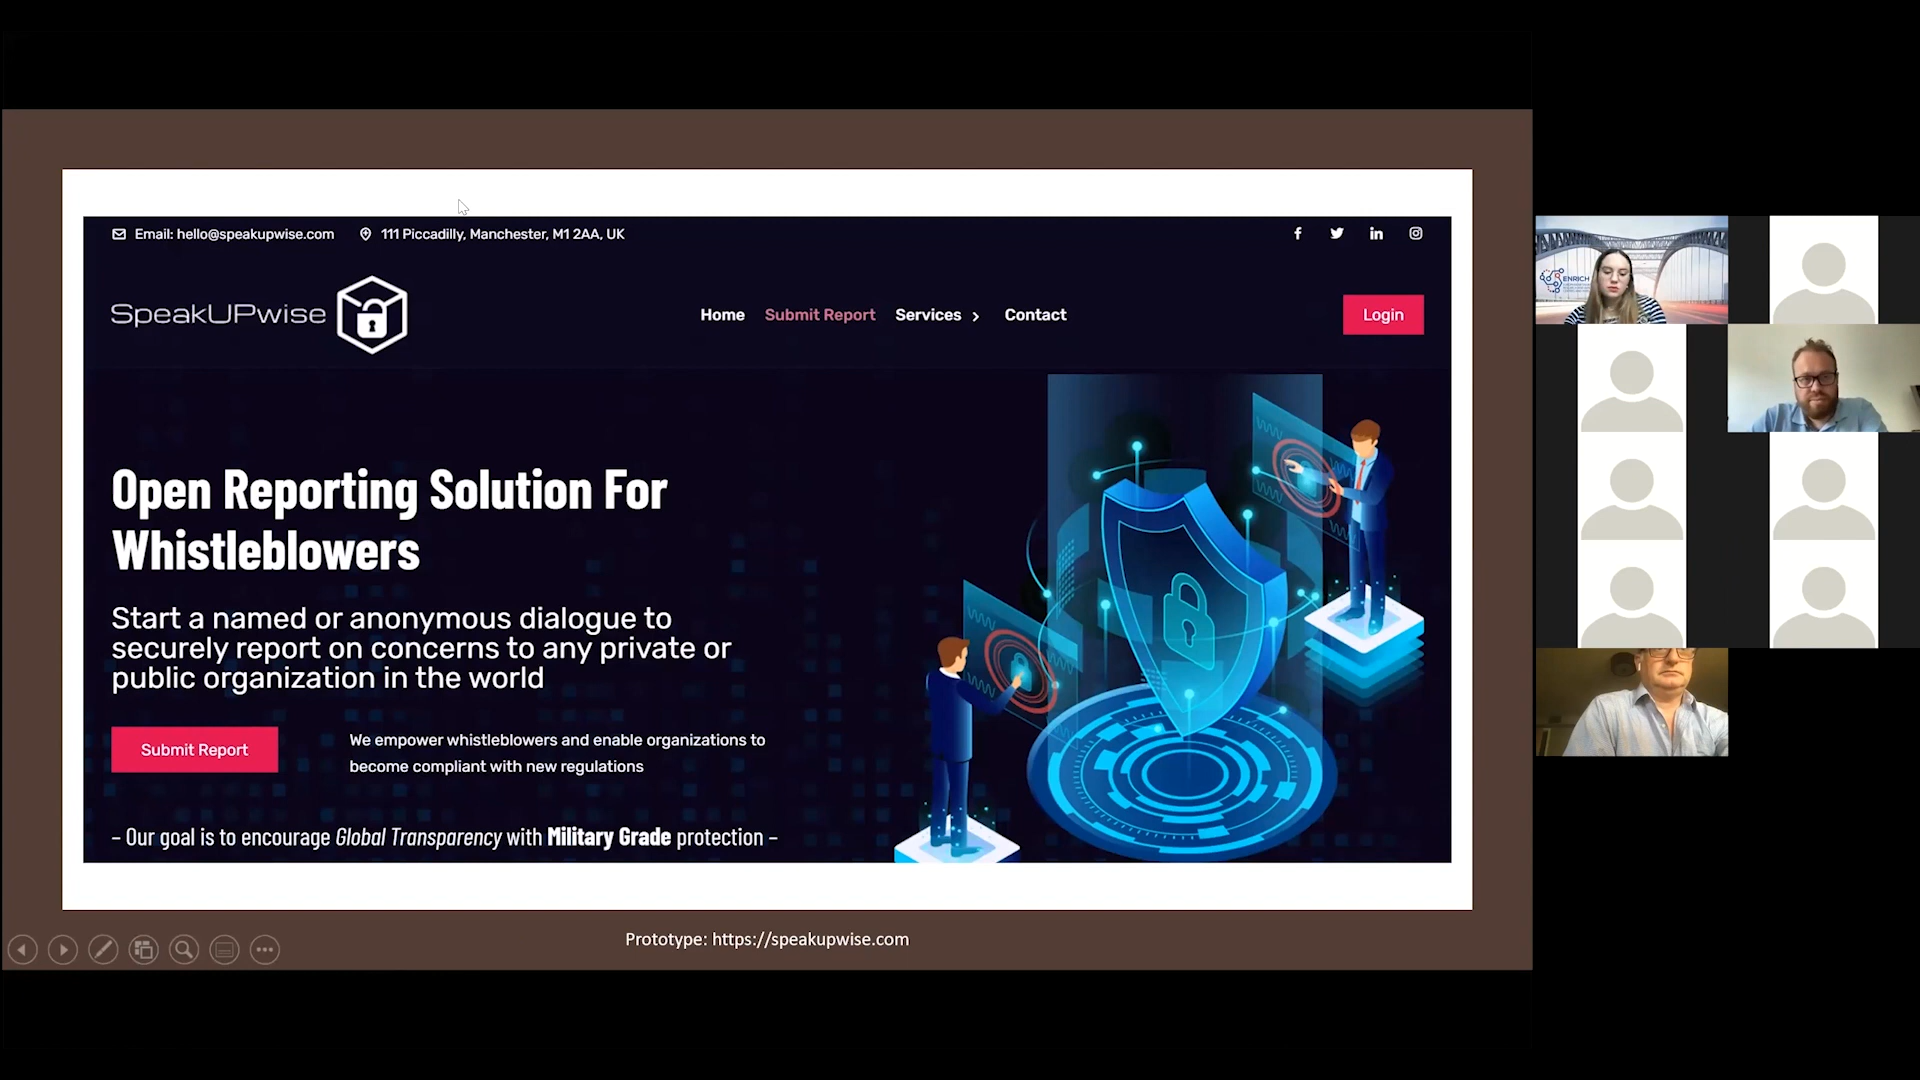 Email: hello@speakupwise.com
111 Piccadilly, Manchester, M1 2AA, UK
SpeakUPwise
Home
Submit Report
Services
Contact
Login
Open Reporting Solution For
Whistleblowers
Start a named or anonymous dialogue to
securely report on concerns to any private or
public organization in the world
Submit Report
We empower whistleblowers and enable organizations to
become compliant with new regulations
– Our goal is to encourage Global Transparency with Military Grade protection –
Prototype: https://speakupwise.com
ENRICH